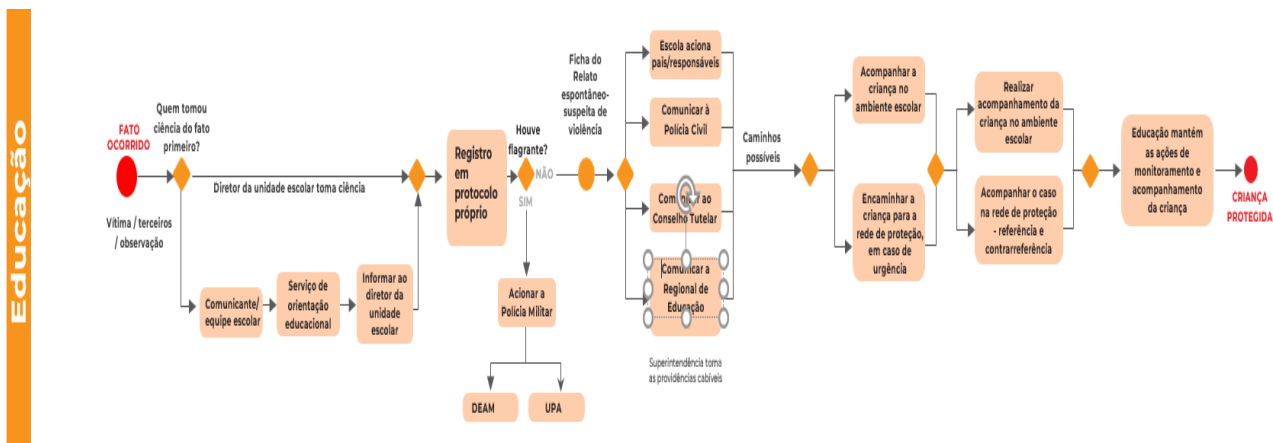 Educação
FATO
OCORRIDO
Vítima / terceiros
/ observação
Quem tomou
ciência do fato
primeiro?
Diretor da unidade escolar toma ciência
Comunicante/
equipe escolar
Serviço de
orientação
educacional
Informar ao
diretor da
unidade
escolar
Registro
em
protocolo
próprio
Houve
flagrante?
NÃO
SIM
Acionar a
Polícia Militar
DEAM
UPA
Ficha do
Relato
espontâneo-
suspeita de
violência
Escola aciona
pais/responsáveis
Comunicar à
Polícia Civil
Comunicar ao
Conselho Tutelar
Comunicar a
Regional de
Educação
Superintendência toma
as providências cabíveis
Caminhos
possíveis
Acompanhar a
criança no
ambiente escolar
Encaminhar a
criança para a
rede de proteção,
em caso de
urgência
Realizar
acompanhamento da
criança no ambiente
escolar
Acompanhar o caso
na rede de proteção
- referência e
contrarreferência
Educação mantém
as ações de
monitoramento e
acompanhamento
da criança
CRIANÇA
PROTEGIDA